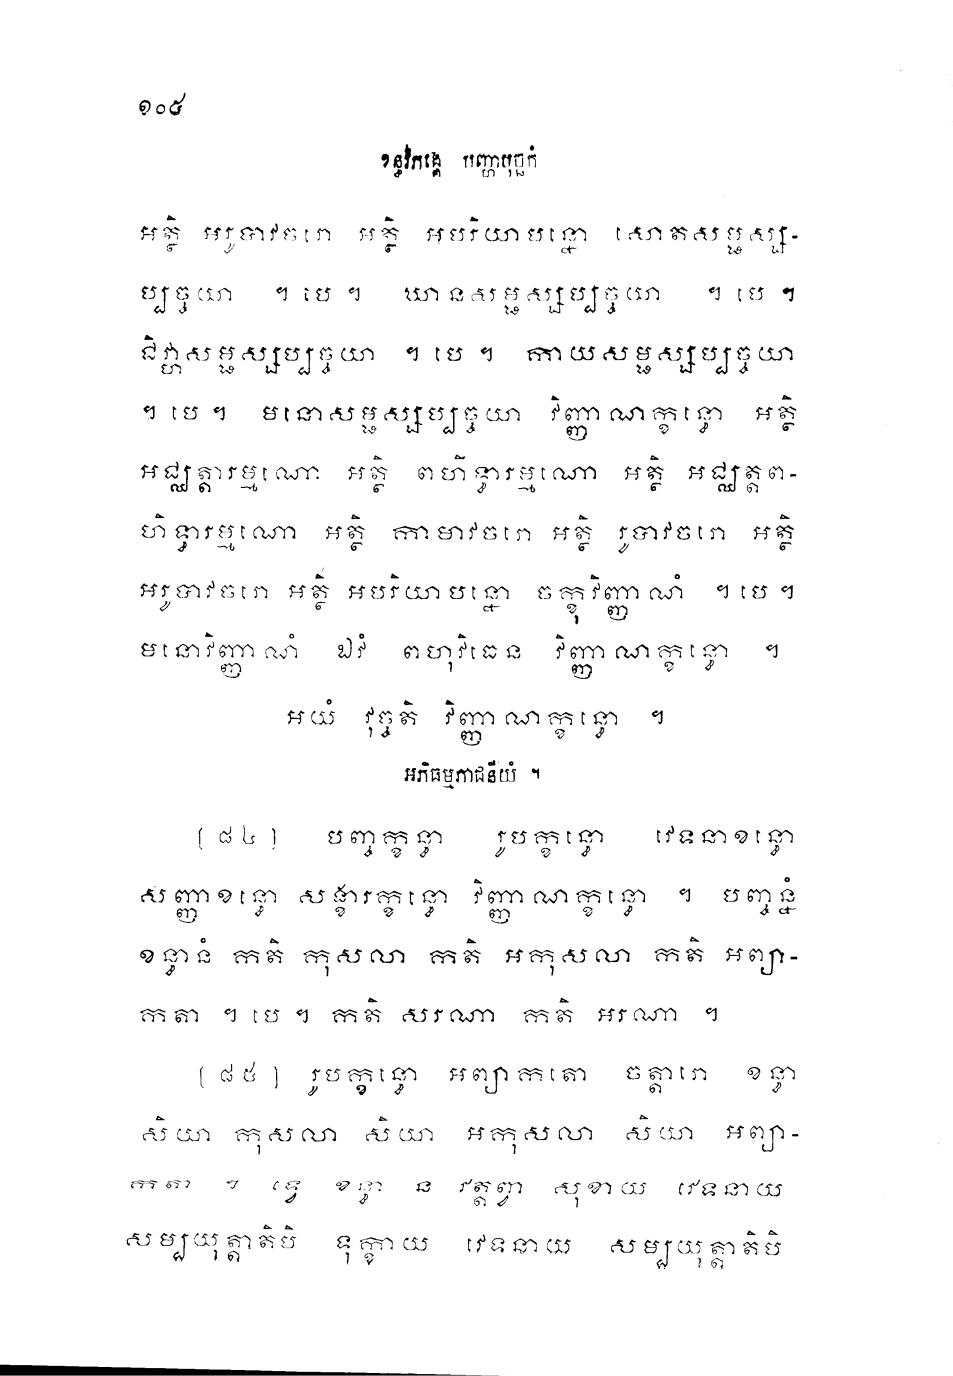 ១០៥
ខន្ធវិភង្គេ បញ្ហាបុច្ឆកំ
អត្ថិ អរូបាវចរោ អត្ថិ អបរិយាបន្នោ សោតសម្ផស្ស-
ប្បច្ចយា ។ បេ ។ ឃានសម្ផស្សប្បច្ចយា ។ បេ ។
ជិវ្ហាសម្ផស្សប្បច្ចយា ។ បេ ។ កាយសម្ផស្សប្បច្ចយា
។ បេ ។ មនោសម្ផស្សប្បច្ចយា វិញ្ញាណក្ខន្ធោ អត្ថិ
អជ្ឈត្តារម្មណោ អត្ថិ ពហិទ្ធារម្មណោ អត្ថិ អជ្ឈត្តព-
ហិទ្ធារម្មណោ អត្ថិ កាមាវចរោ អត្ថិ រូបាវចរោ អត្ថិ
អរូបាវចរោ អត្ថិ អបរិយាបន្នោ ចក្ខុវិញ្ញាណំ ។ បេ ។
មនោវិញ្ញាណំ ឯវំ ពហុវិធេន វិញ្ញាណក្ខន្ធោ ។
អយំ វុច្ចតិ វិញ្ញាណក្ខន្ធោ ។
អភិធម្មភាជនីយំ ។
[៨៤] បញ្ចក្ខន្ធា រូបក្ខន្ធោ វេទនាខន្ធោ
សញ្ញាខន្ធោ សង្ខារក្ខន្ធោ វិញ្ញាណក្ខន្ធោ ។ បញ្ចន្នំ
ខន្ធានំ កតិ កុសលា កតិ អកុសលា កតិ អព្យា-
កតា ។ បេ ។ កតិ សរណា កតិ អរណា ។
[៨៥] រូបក្ខន្ធោ អព្យាកតោ ចត្តារោ ខន្ធា
សិយា កុសលា សិយា អកុសលា សិយា អព្យា-
កតា ។ ទ្វេ ខន្ធា ន វត្តព្វា សុខាយ វេទនាយ
សម្បយុត្តាតិបិ ទុក្ខាយ វេទនាយ សម្បយុត្តាតិបិ